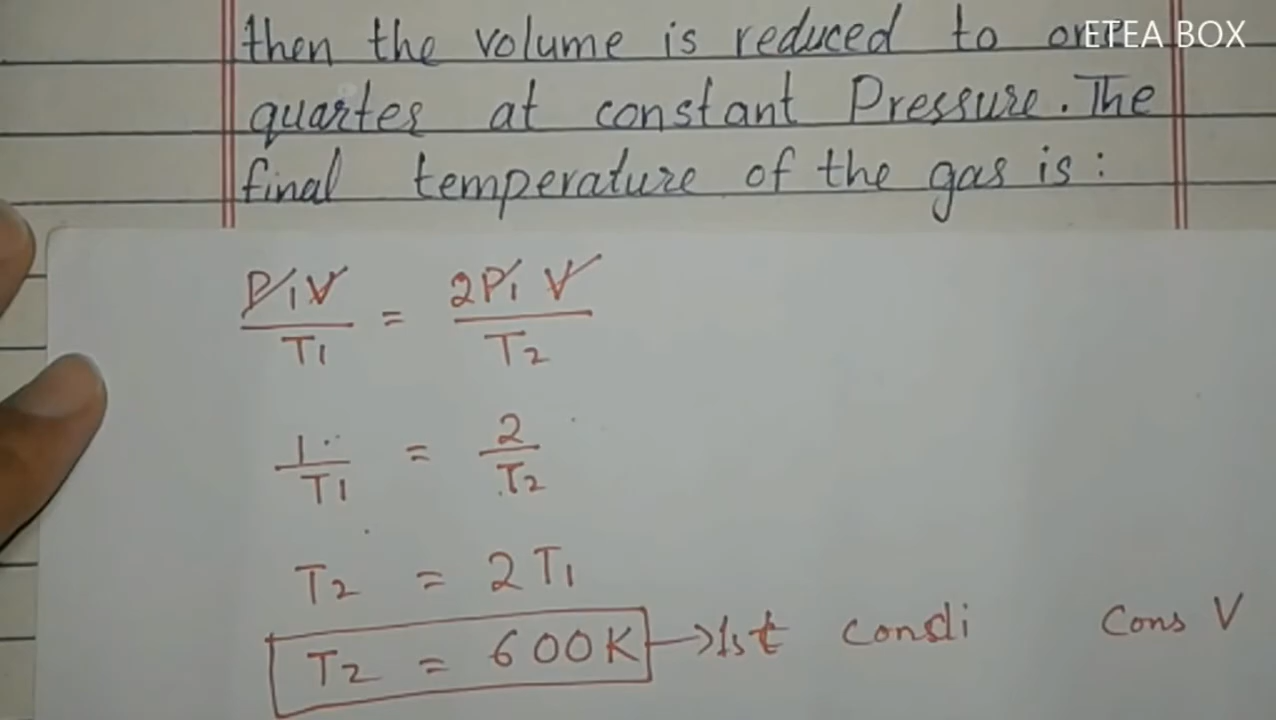 then the volume is reduced to one
ETEA BOX
quarter at constant Pressure. The
final temperature of the gas is:
P₁V / T₁ = 2P₁ V / T₂
1 / T₁ = 2 / T₂
T₂ = 2T₁
T₂ = 600K → 1st condi Cons V